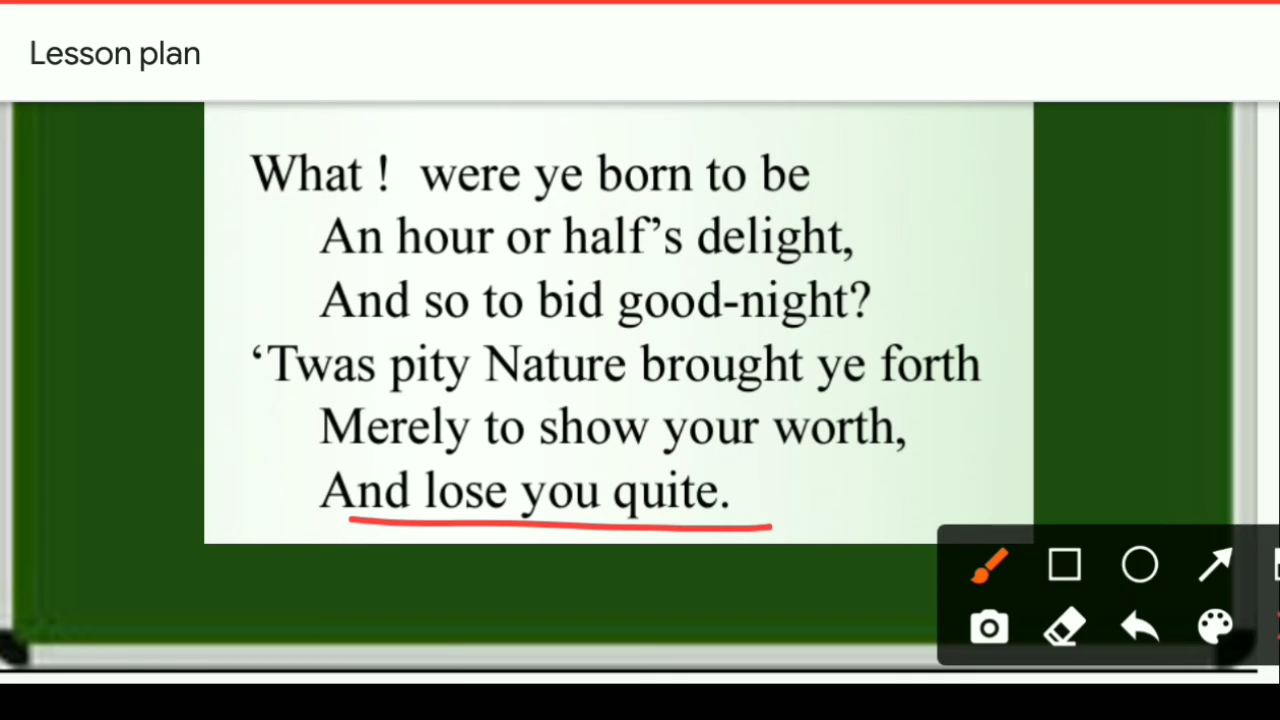 Lesson plan
What ! were ye born to be
An hour or half’s delight,
And so to bid good-night?
‘Twas pity Nature brought ye forth
Merely to show your worth,
And lose you quite.